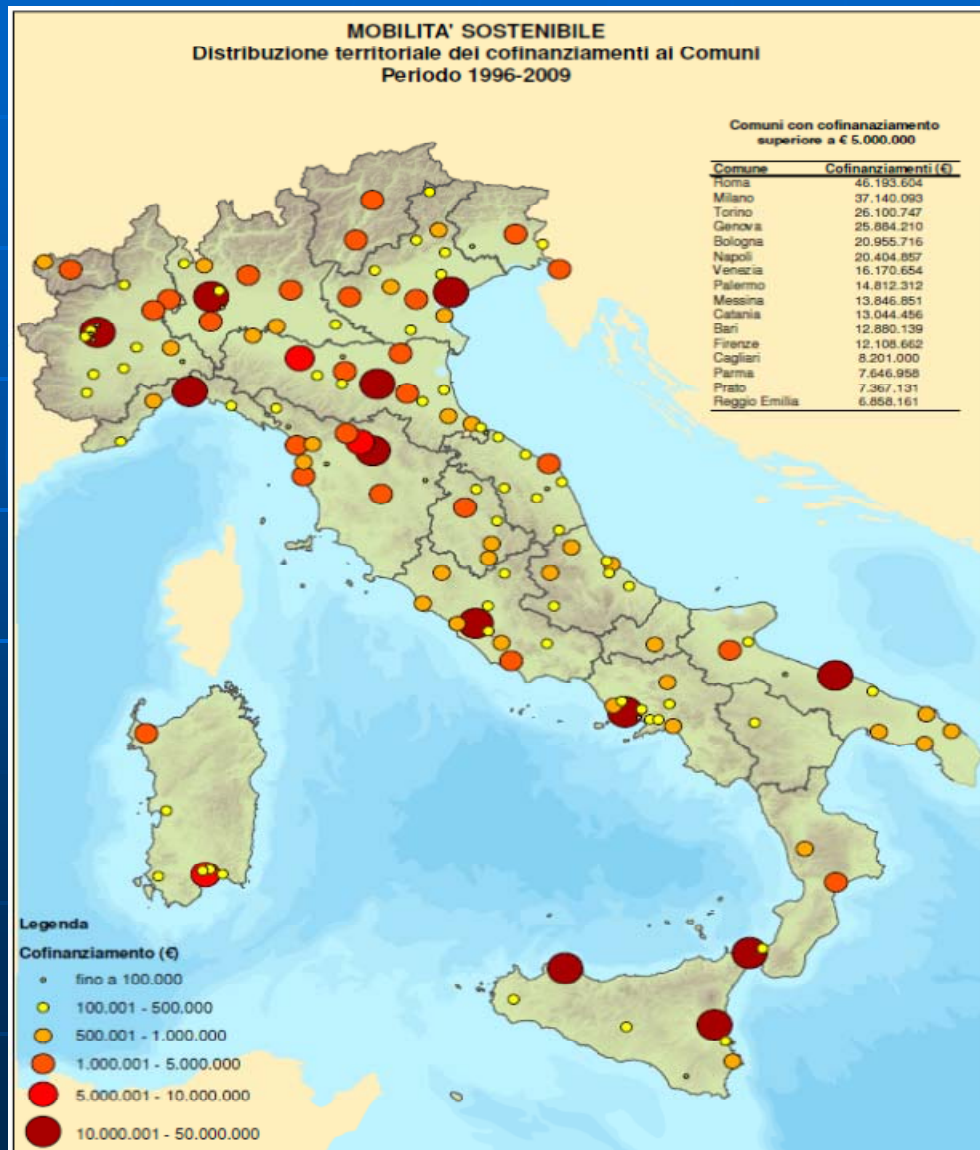 MOBILITA' SOSTENIBILE
Distribuzione territoriale dei cofinanziamenti ai Comuni
Periodo 1996-2009
Comuni con cofinanaziamento
superiore a € 5.000.000
Comune Cofinanziamenti (€)
Roma 46.193.604
Milano 37.140.093
Torino 26.100.747
Genova 25.884.210
Bologna 20.955.716
Napoli 20.404.857
Venezia 16.170.654
Palermo 14.812.312
Messina 13.846.851
Catania 13.044.456
Bari 12.880.139
Firenze 12.108.662
Cagliari 8.201.000
Parma 7.646.958
Prato 7.367.131
Reggio Emilia 6.858.161
Legenda
Cofinanziamento (€)
fino a 100.000
100.001 - 500.000
500.001 - 1.000.000
1.000.001 - 5.000.000
5.000.001 - 10.000.000
10.000.001 - 50.000.000